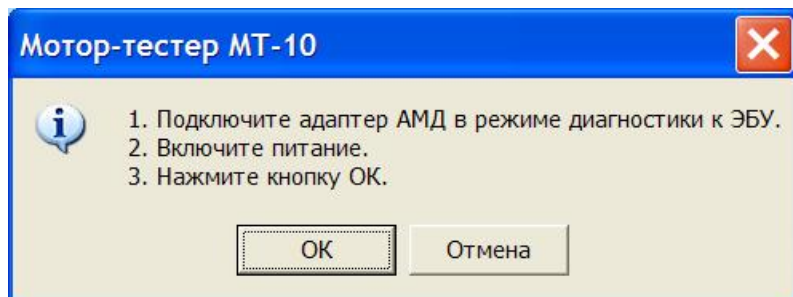 Мотор-тестер МТ-10
1. Подключите адаптер АМД в режиме диагностики к ЭБУ.
2. Включите питание.
3. Нажмите кнопку ОК.
ОК
Отмена